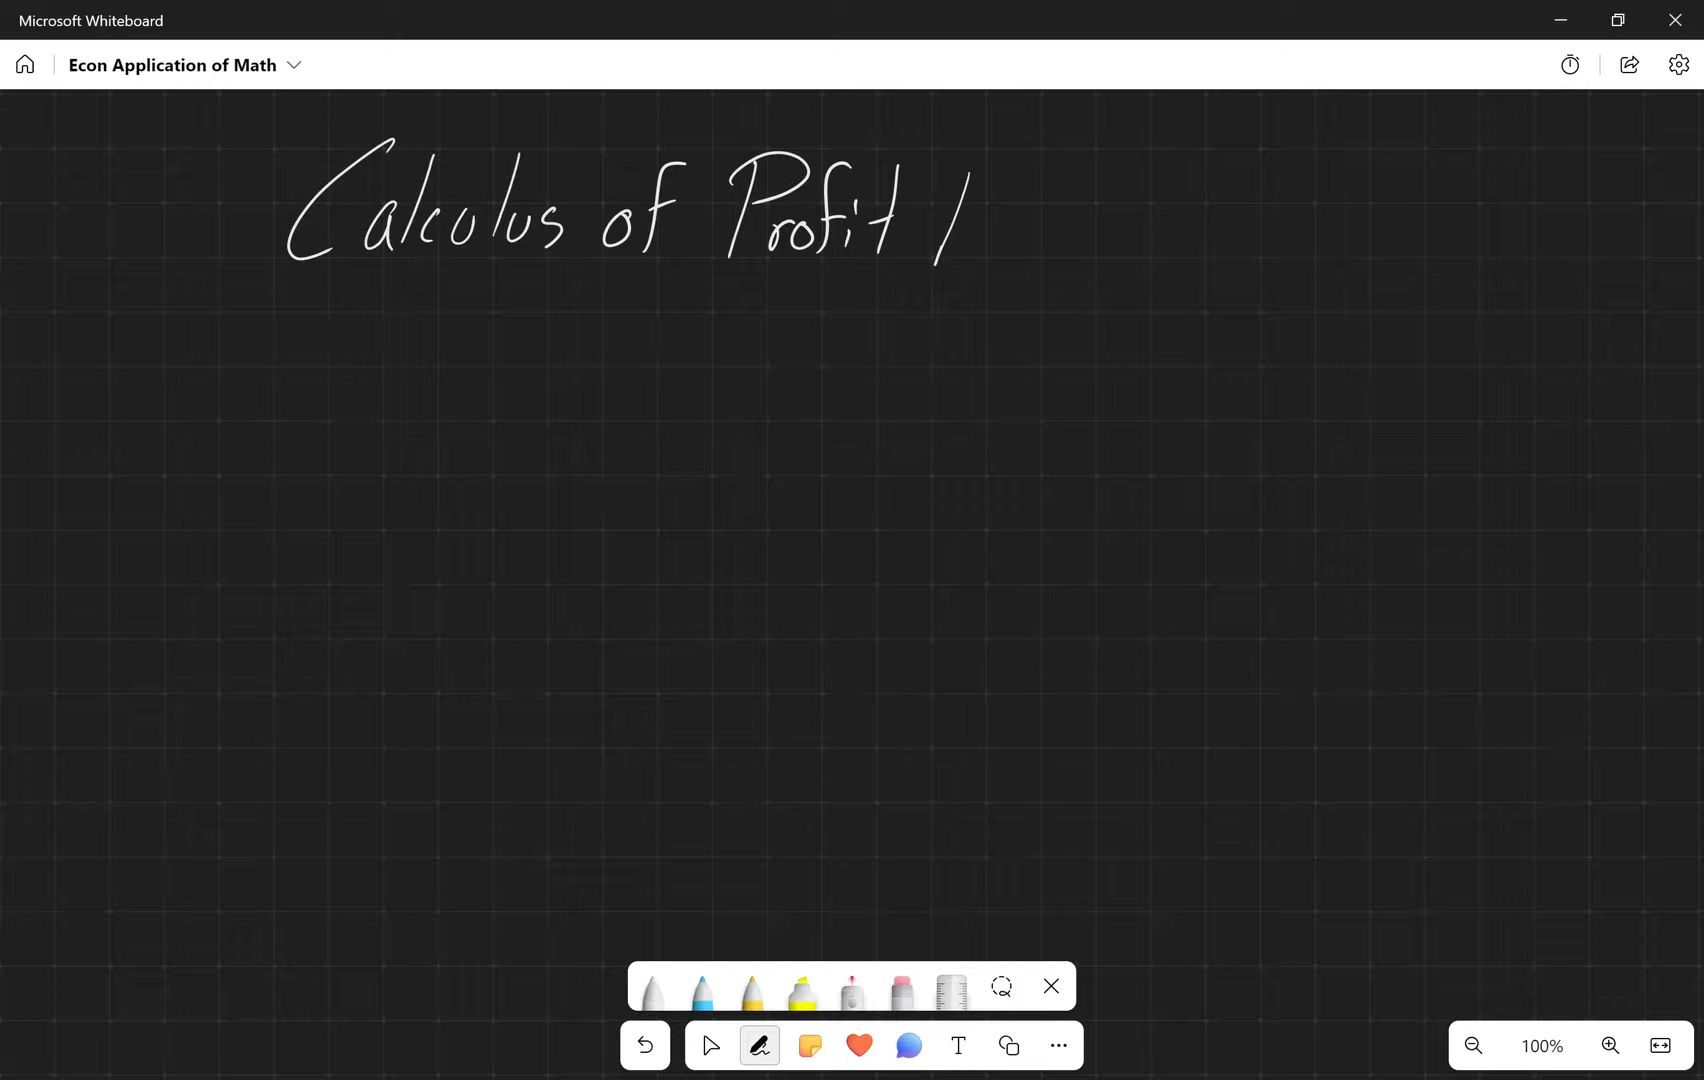 Microsoft Whiteboard
Econ Application of Math
Calculus of Profit /
100%